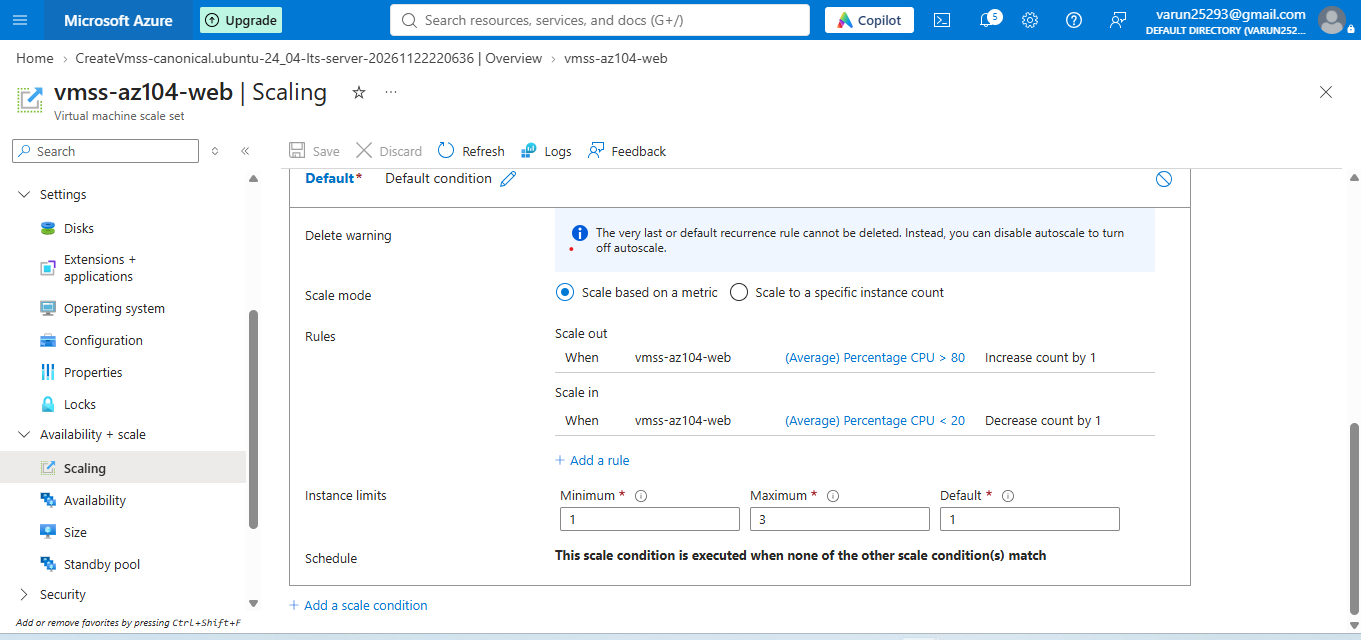 Microsoft Azure
Upgrade
Search resources, services, and docs (G+/)
Copilot
5
varun25293@gmail.com
DEFAULT DIRECTORY (VARUN252...
Home > CreateVmss-canonical.ubuntu-24_04-lts-server-20261122220636 | Overview > vmss-az104-web
vmss-az104-web | Scaling
Virtual machine scale set
Search
Save
Discard
Refresh
Logs
Feedback
Settings
Disks
Extensions +
applications
Operating system
Configuration
Properties
Locks
Availability + scale
Scaling
Availability
Size
Standby pool
Security
Add or remove favorites by pressing Ctrl+Shift+F
Default* Default condition
Delete warning
The very last or default recurrence rule cannot be deleted. Instead, you can disable autoscale to turn
off autoscale.
Scale mode
Scale based on a metric
Scale to a specific instance count
Rules
Scale out
When vmss-az104-web (Average) Percentage CPU > 80 Increase count by 1
Scale in
When vmss-az104-web (Average) Percentage CPU < 20 Decrease count by 1
+ Add a rule
Instance limits
Minimum *
Maximum *
Default *
1
3
1
Schedule
This scale condition is executed when none of the other scale condition(s) match
+ Add a scale condition